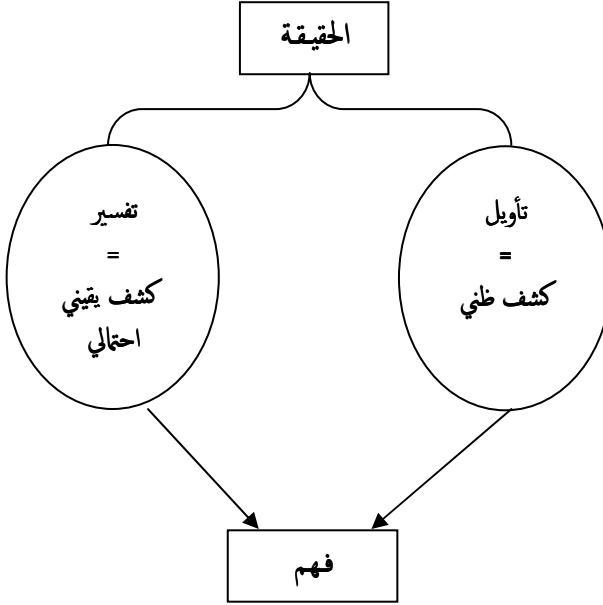 الحقيقة
تأويل
=
كشف ظني
تفسير
=
كشف يقيني
احتمالي
فهم